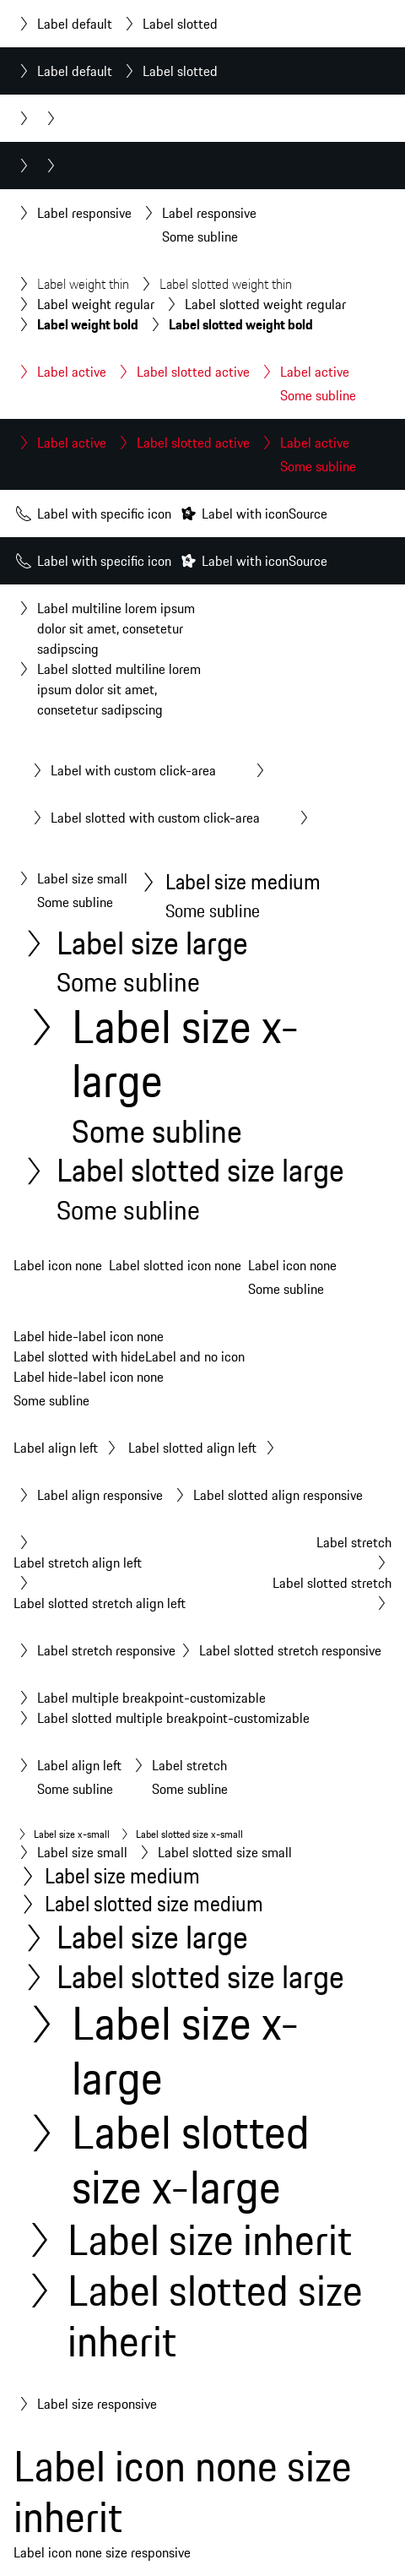 Label default Label slotted
Label default Label slotted
Label responsive Label responsive
Some subline
Label weight thin Label slotted weight thin
Label weight regular Label slotted weight regular
Label weight bold Label slotted weight bold
Label active Label slotted active Label active
Some subline
Label active Label slotted active Label active
Some subline
Label with specific icon Label with iconSource
Label with specific icon Label with iconSource
Label multiline lorem ipsum
dolor sit amet, consetetur
sadipscing
Label slotted multiline lorem
ipsum dolor sit amet,
consetetur sadipscing
Label with custom click-area
Label slotted with custom click-area
Label size small Label size medium
Some subline Some subline
Label size large
Some subline
Label size x-
large
Some subline
Label slotted size large
Some subline
Label icon none Label slotted icon none Label icon none
Some subline
Label hide-label icon none
Label slotted with hideLabel and no icon
Label hide-label icon none
Some subline
Label align left Label slotted align left
Label align responsive Label slotted align responsive
Label stretch
Label stretch align left
Label slotted stretch
Label slotted stretch align left
Label stretch responsive Label slotted stretch responsive
Label multiple breakpoint-customizable
Label slotted multiple breakpoint-customizable
Label align left Label stretch
Some subline Some subline
Label size x-small Label slotted size x-small
Label size small Label slotted size small
Label size medium
Label slotted size medium
Label size large
Label slotted size large
Label size x-
large
Label slotted
size x-large
Label size inherit
Label slotted size
inherit
Label size responsive
Label icon none size
inherit
Label icon none size responsive